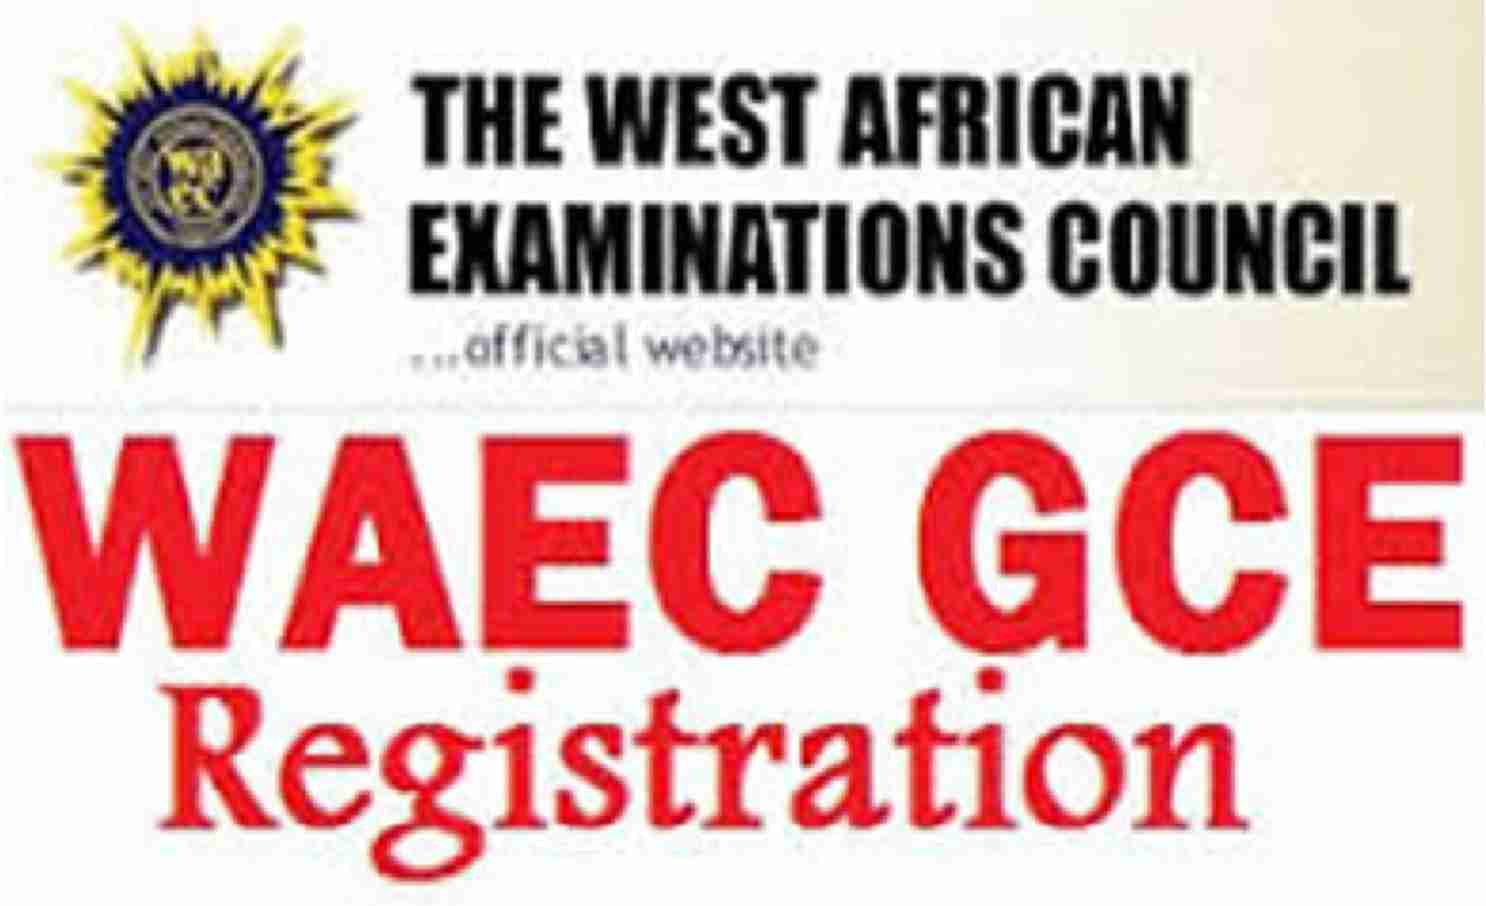 THE WEST AFRICAN
EXAMINATIONS COUNCIL
...official website
WAEC GCE
Registration